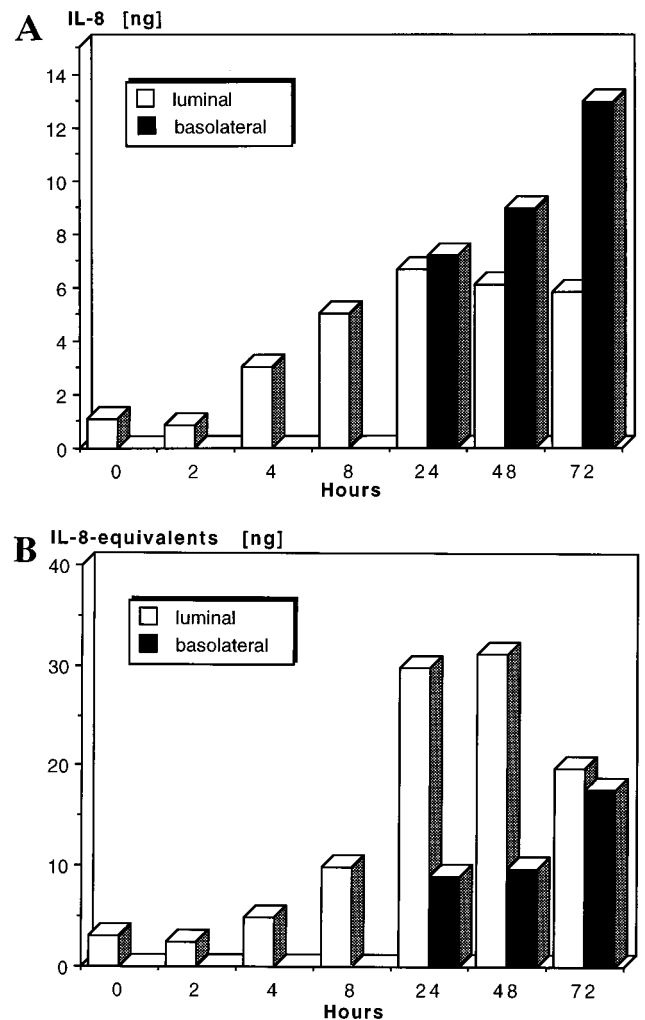 A
IL-8 [ng]
14
12
10
8
6
4
2
0
luminal
basolateral
0 2 4 8 24 48 72
Hours
B
IL-8-equivalents [ng]
40
30
20
10
0
luminal
basolateral
0 2 4 8 24 48 72
Hours